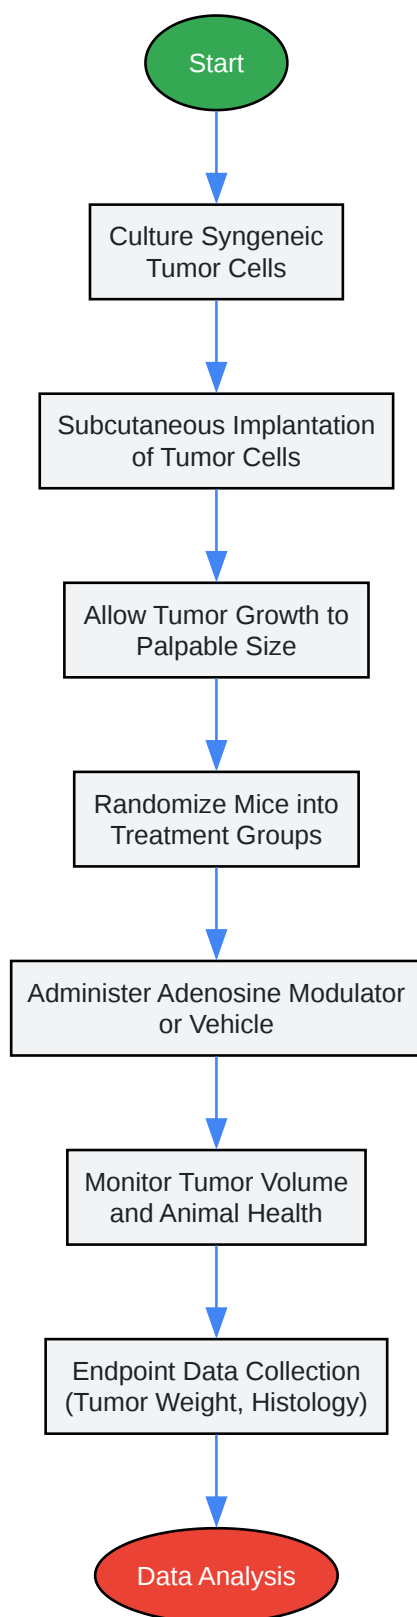 Start
Culture Syngeneic
Tumor Cells
Subcutaneous Implantation
of Tumor Cells
Allow Tumor Growth to
Palpable Size
Randomize Mice into
Treatment Groups
Administer Adenosine Modulator
or Vehicle
Monitor Tumor Volume
and Animal Health
Endpoint Data Collection
(Tumor Weight, Histology)
Data Analysis